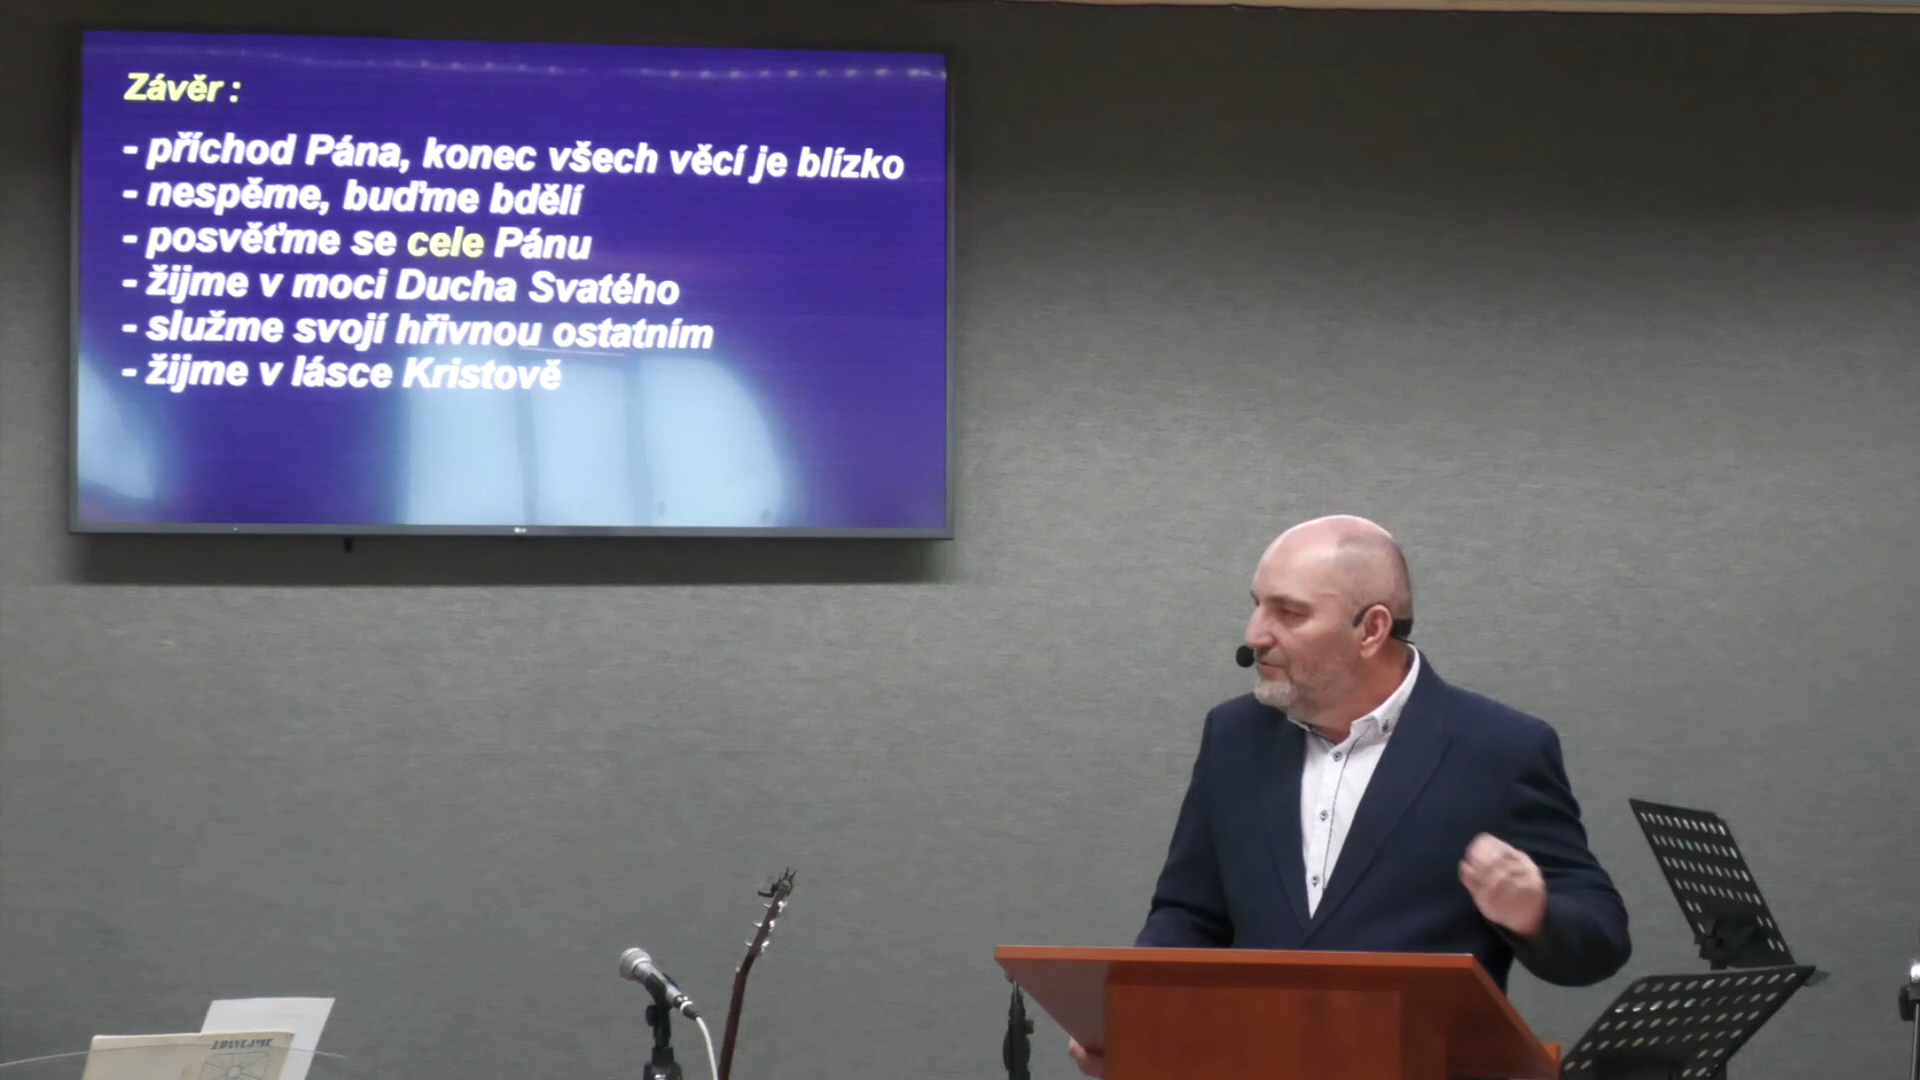 Závěr :
- příchod Pána, konec všech věcí je blízko
- nespěme, buďme bdělí
- posvěťme se cele Pánu
- žijme v moci Ducha Svatého
- služme svojí hřivnou ostatním
- žijme v lásce Kristově